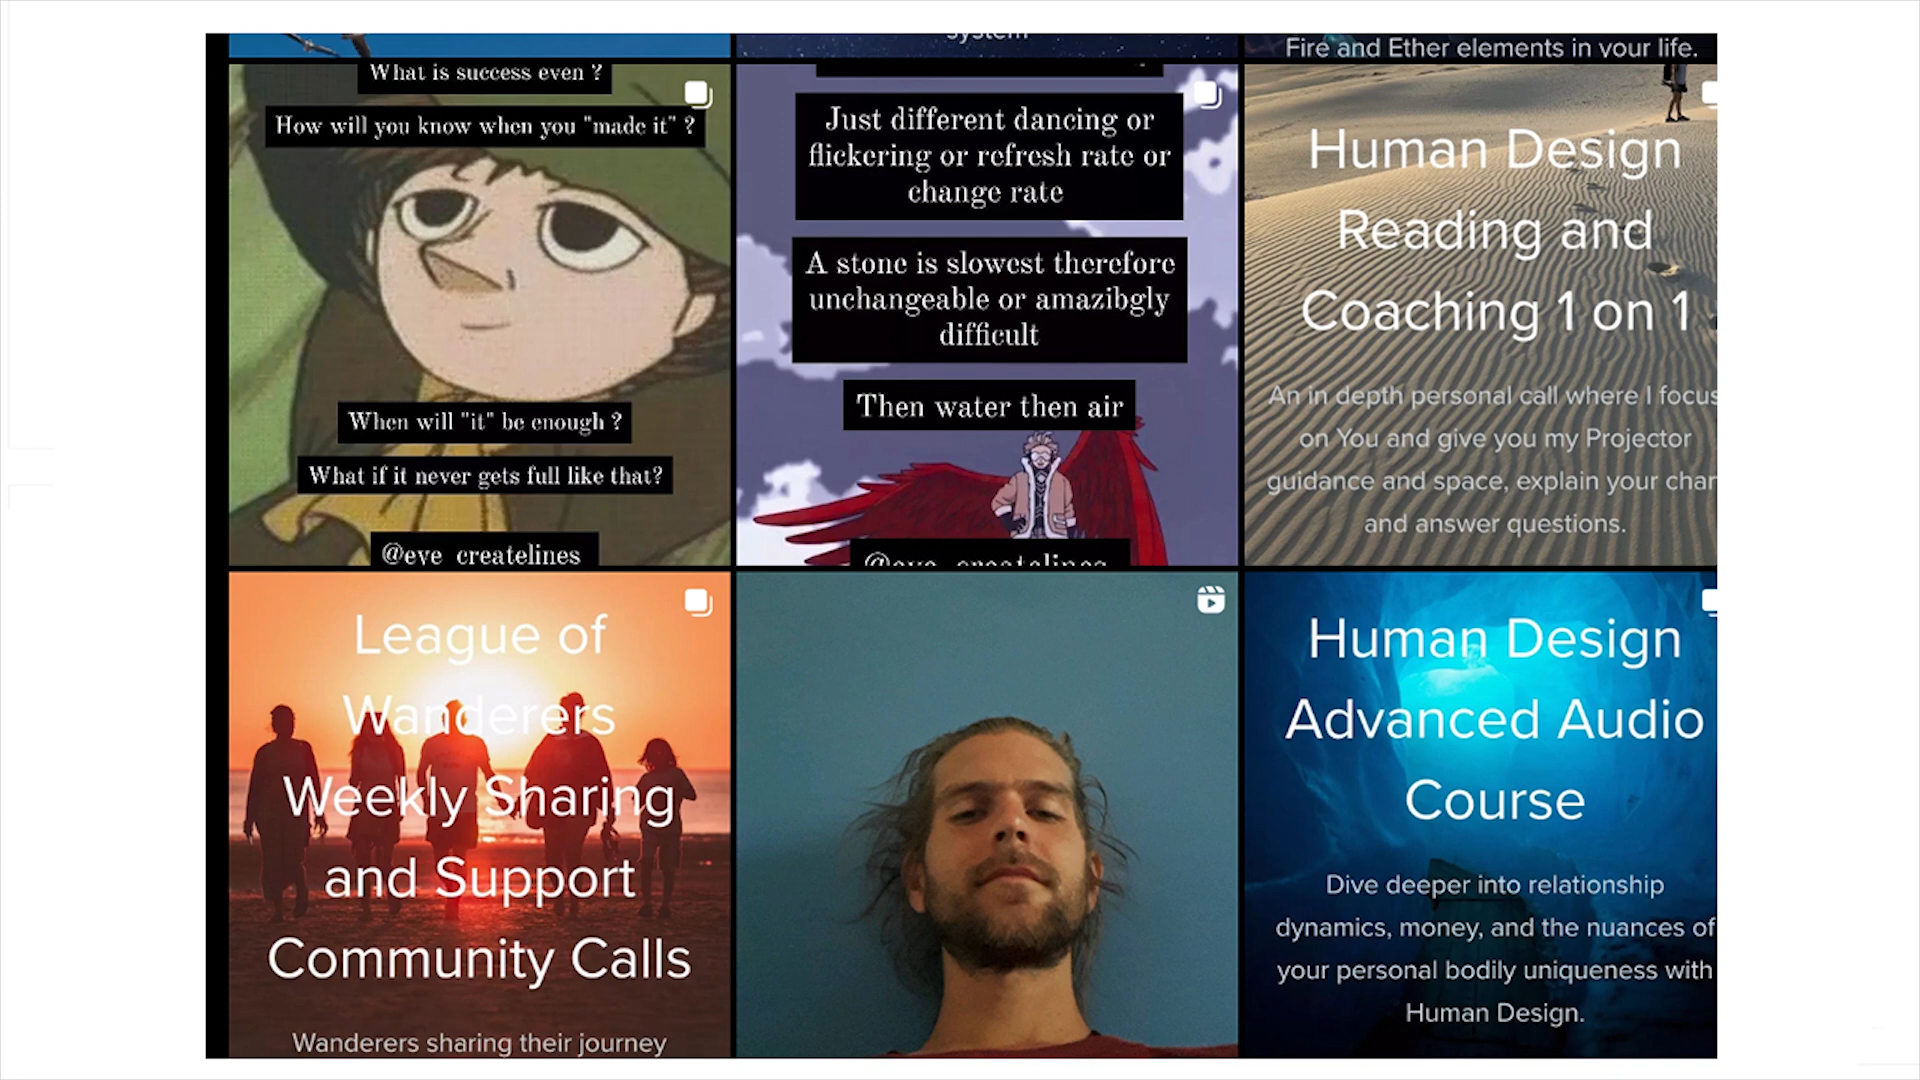 system
Fire and Ether elements in your life.
What is success even ?
How will you know when you "made it" ?
When will "it" be enough ?
What if it never gets full like that?
@eve_createlines
Just different dancing or
flickering or refresh rate or
change rate
A stone is slowest therefore
unchangeable or amazibgly
difficult
Then water then air
@eve_createlines
Human Design
Reading and
Coaching 1 on 1
An in depth personal call where I focus
on You and give you my Projector
guidance and space, explain your char
and answer questions.
League of
Wanderers
Weekly Sharing
and Support
Community Calls
Wanderers sharing their journey
Human Design
Advanced Audio
Course
Dive deeper into relationship
dynamics, money, and the nuances of
your personal bodily uniqueness with
Human Design.